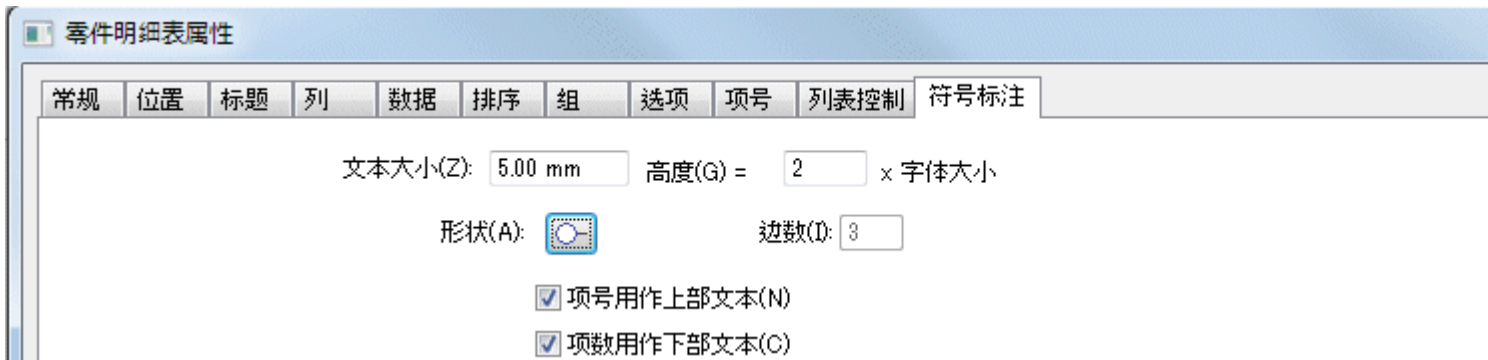 零件明细表属性
常规 位置 标题 列 数据 排序 组 选项 项号 列表控制 符号标注
文本大小(Z): 5.00 mm 高度(G) = 2 x 字体大小
形状(A): 边数(I): 3
项号用作上部文本(N)
项数用作下部文本(C)